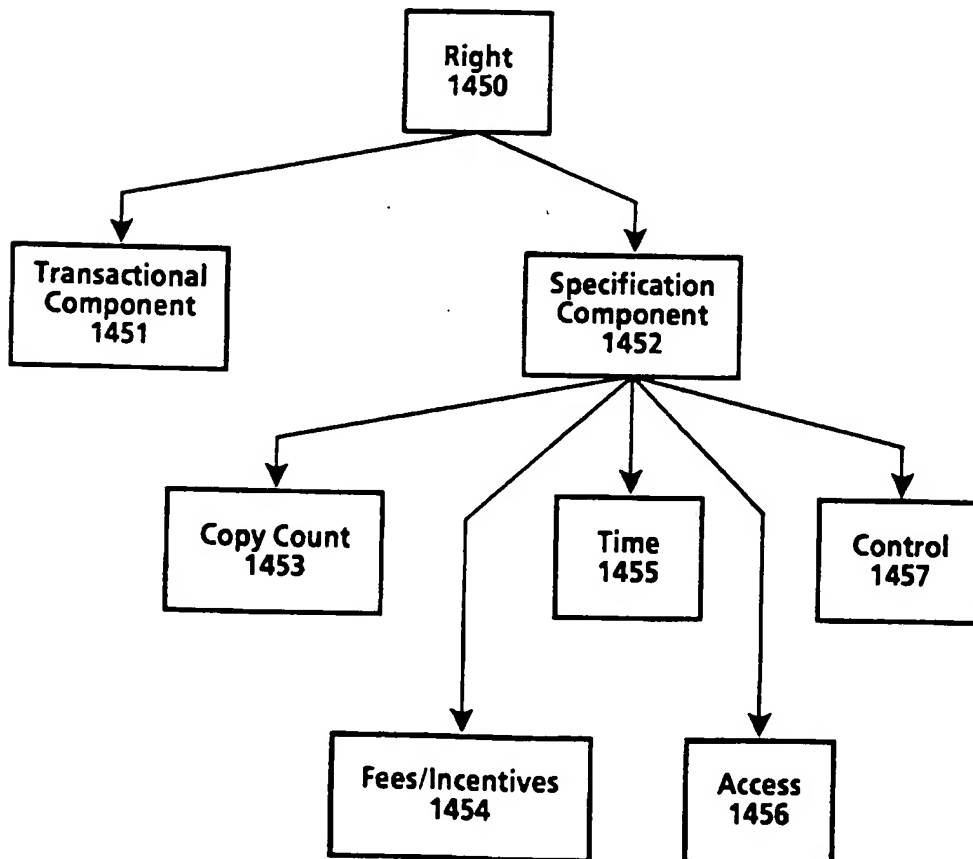 Right
1450
Transactional
Component
1451
Specification
Component
1452
Copy Count
1453
Time
1455
Control
1457
Fees/Incentives
1454
Access
1456